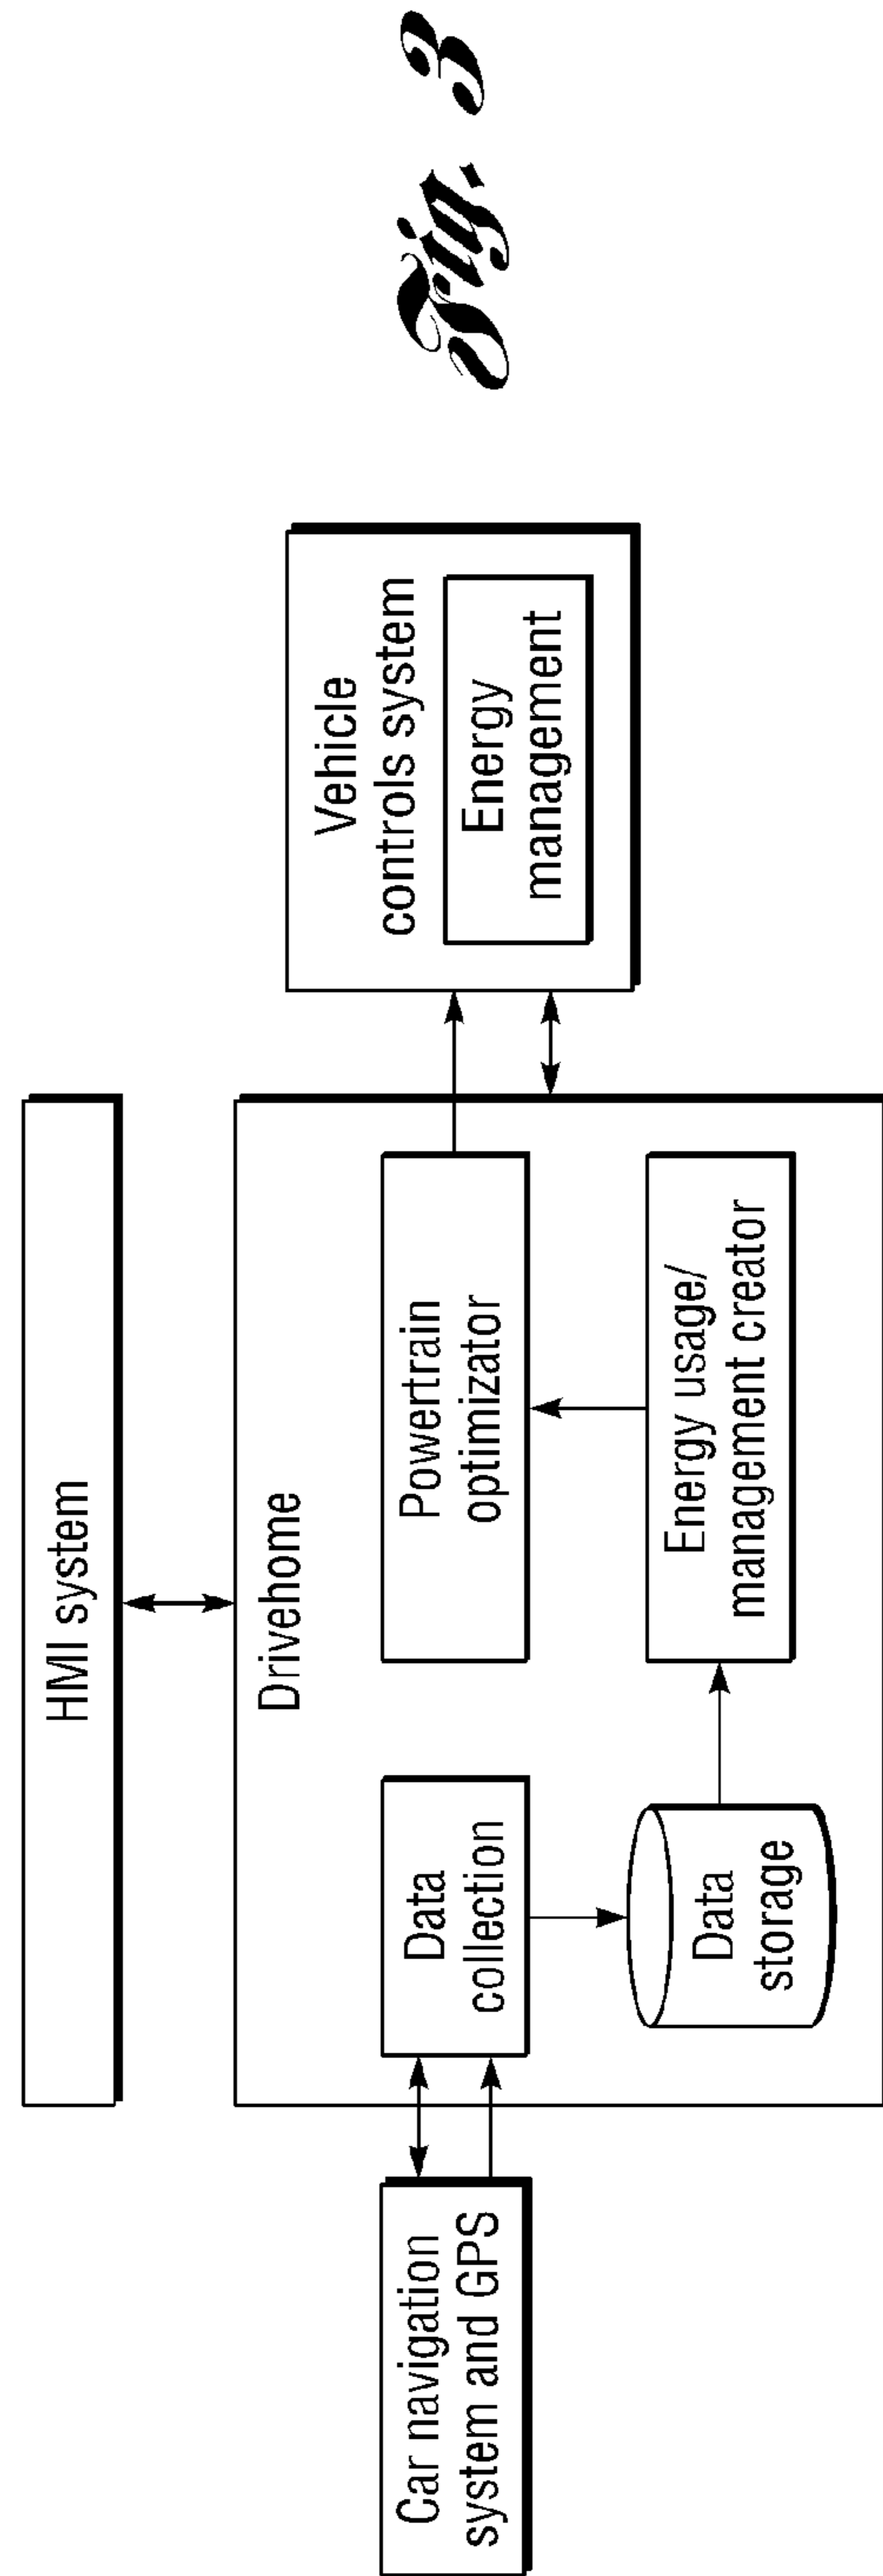 HMI system
Drivehome
Car navigation
system and GPS
Data
collection
Data
storage
Powertrain
optimizator
Energy usage/
management creator
Vehicle
controls system
Energy
management
Fig. 3